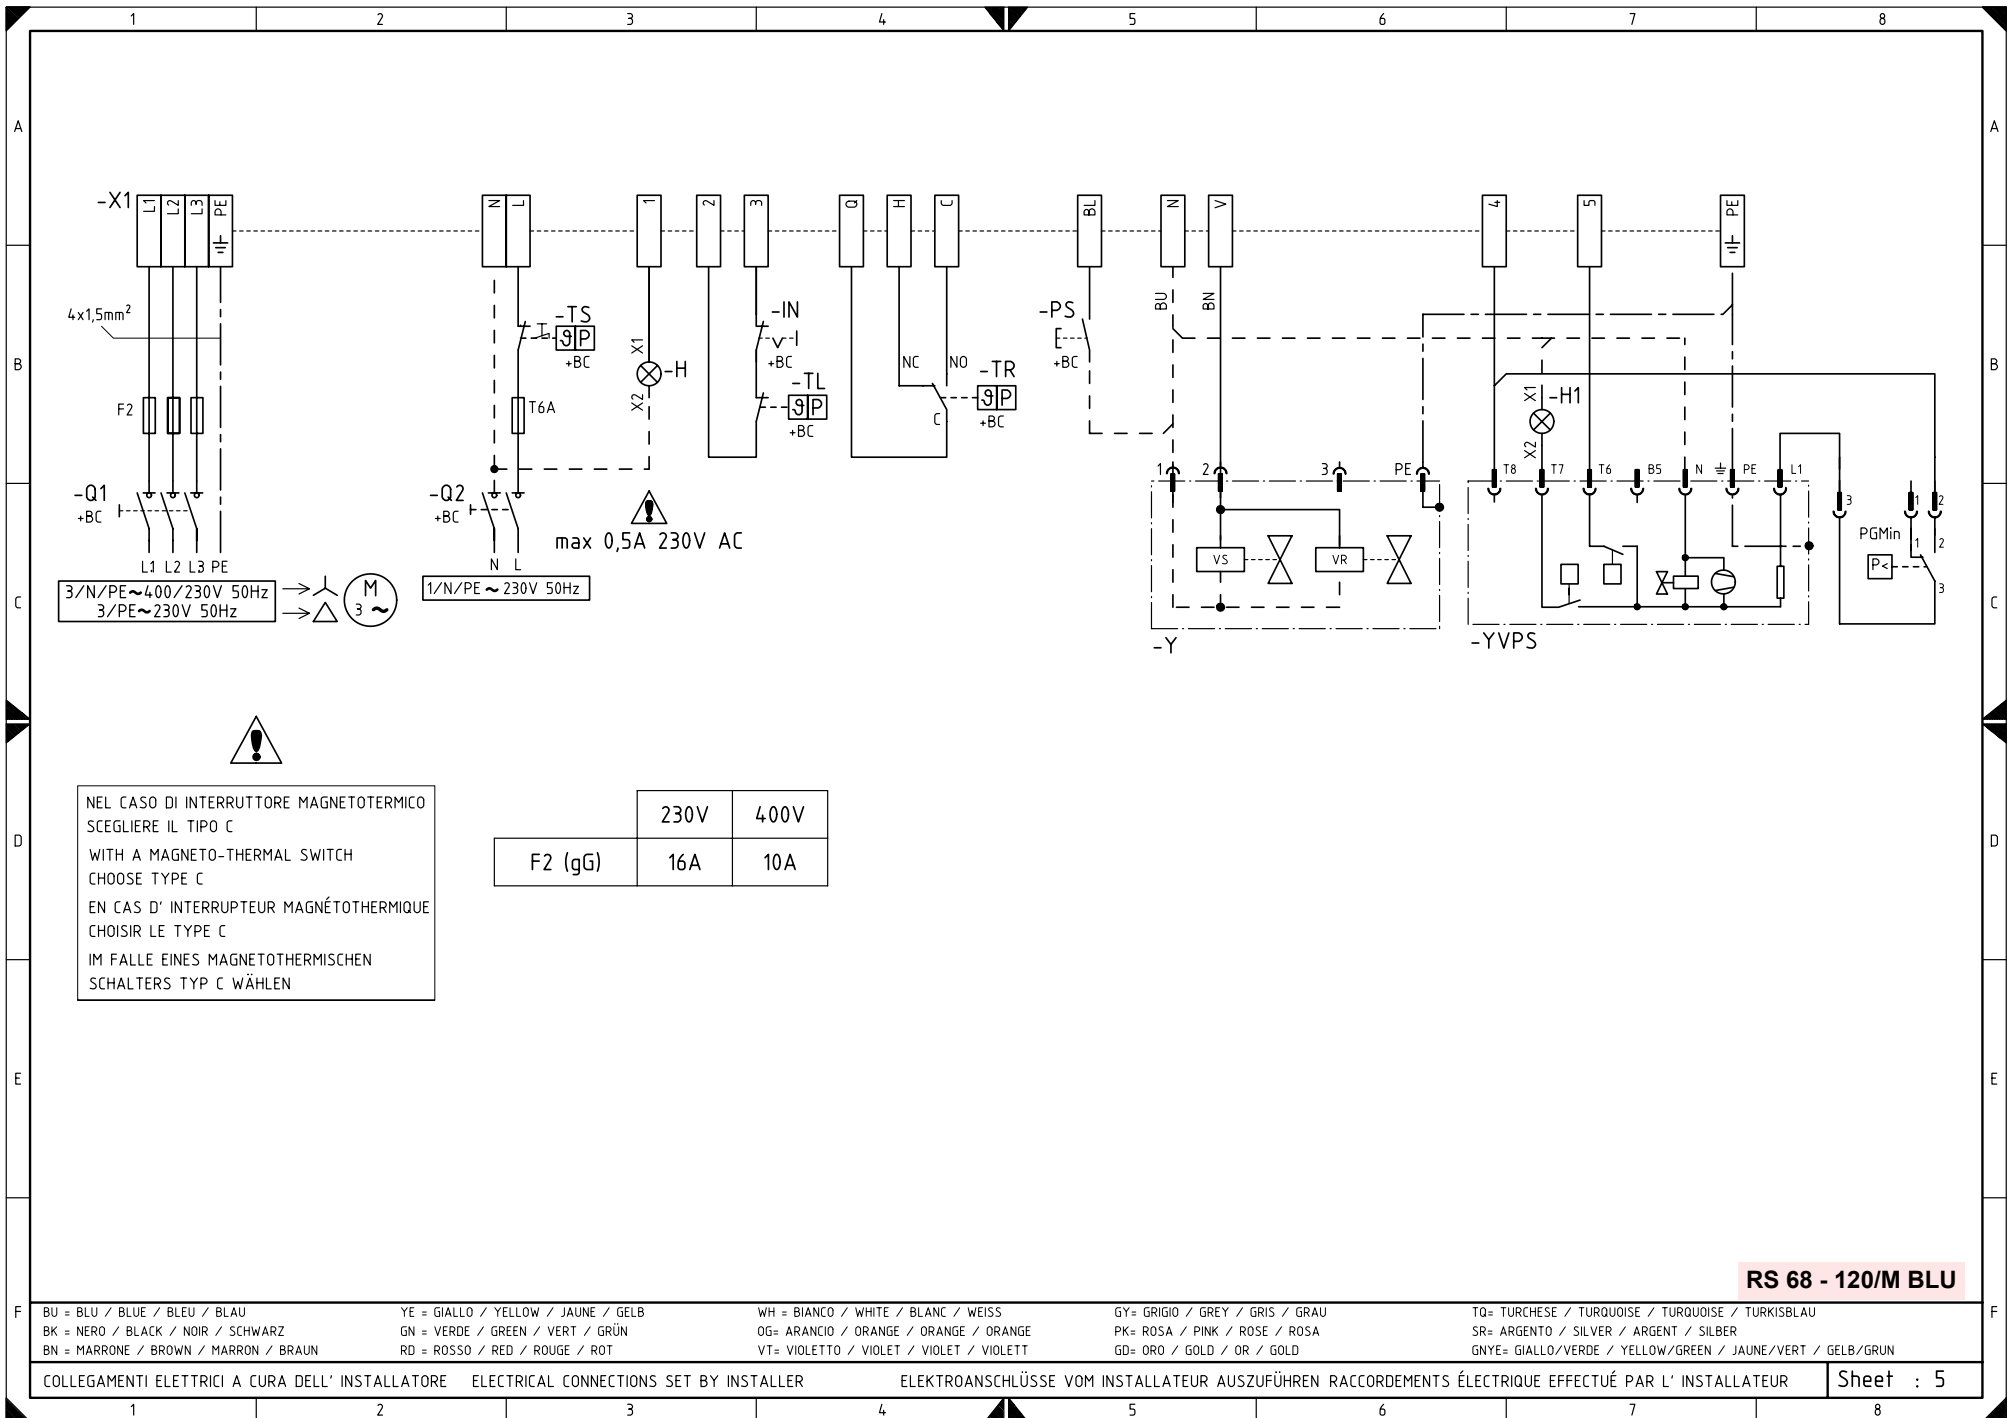 1 2 3 4 5 6 7 8
A A
-X1 L1 L2 L3 PE N L 1 2 3 Q H C BL N V 4 5 PE
4x1,5mm²
-TS
ϑ P
+BC
-IN
+BC
-PS
+BC
BU BN
B B
X1
-H
X2
NC NO
-TR
ϑ P
+BC
C
-TL
ϑ P
+BC
F2
T6A
X1
-H1
X2
1 2 3 PE
T8 T7 T6 B5 N PE L1
3 1 2
-Q1
+BC
-Q2
+BC
max 0,5A 230V AC
VS VR
PGMin
1 2
P<
3
L1 L2 L3 PE
N L
3/N/PE~400/230V 50Hz
3/PE~230V 50Hz
M
3 ~
1/N/PE ~ 230V 50Hz
C C
-Y
-YVPS
NEL CASO DI INTERRUTTORE MAGNETOTERMICO
SCEGLIERE IL TIPO C
WITH A MAGNETO-THERMAL SWITCH
CHOOSE TYPE C
EN CAS D' INTERRUPTEUR MAGNÉTOTHERMIQUE
CHOISIR LE TYPE C
IM FALLE EINES MAGNETOTHERMISCHEN
SCHALTERS TYP C WÄHLEN
230V 400V
F2 (gG) 16A 10A
D D
E E
RS 68 - 120/M BLU
F F
BU = BLU / BLUE / BLEU / BLAU
BK = NERO / BLACK / NOIR / SCHWARZ
BN = MARRONE / BROWN / MARRON / BRAUN
YE = GIALLO / YELLOW / JAUNE / GELB
GN = VERDE / GREEN / VERT / GRÜN
RD = ROSSO / RED / ROUGE / ROT
WH = BIANCO / WHITE / BLANC / WEISS
OG= ARANCIO / ORANGE / ORANGE / ORANGE
VT= VIOLETTO / VIOLET / VIOLET / VIOLETT
GY= GRIGIO / GREY / GRIS / GRAU
PK= ROSA / PINK / ROSE / ROSA
GD= ORO / GOLD / OR / GOLD
TQ= TURCHESE / TURQUOISE / TURQUOISE / TURKISBLAU
SR= ARGENTO / SILVER / ARGENT / SILBER
GNYE= GIALLO/VERDE / YELLOW/GREEN / JAUNE/VERT / GELB/GRUN
COLLEGAMENTI ELETTRICI A CURA DELL' INSTALLATORE ELECTRICAL CONNECTIONS SET BY INSTALLER ELEKTROANSCHLÜSSE VOM INSTALLATEUR AUSZUFÜHREN RACCORDEMENTS ÉLECTRIQUE EFFECTUÉ PAR L' INSTALLATEUR
Sheet : 5
1 2 3 4 5 6 7 8